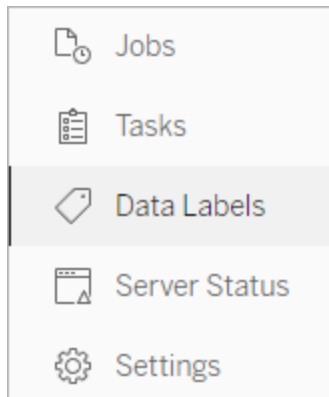 Jobs
Tasks
Data Labels
Server Status
Settings